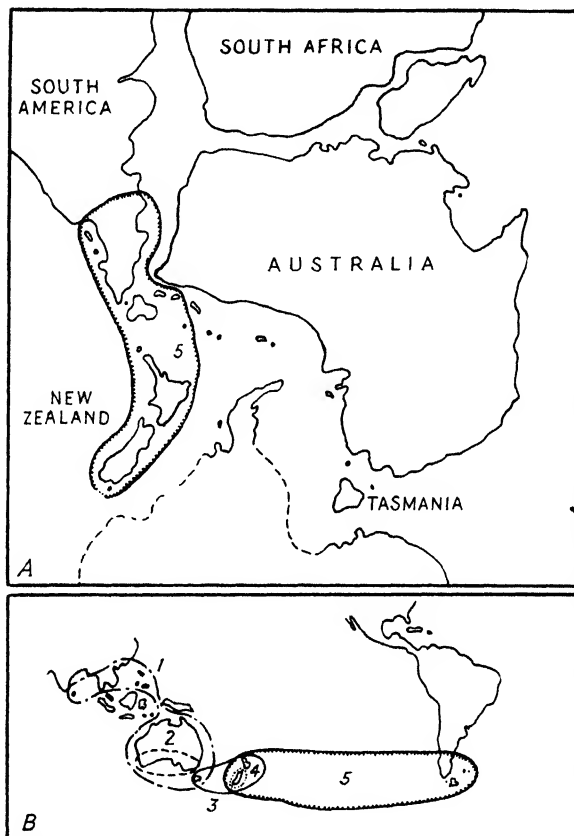 SOUTH AFRICA
SOUTH
AMERICA
AUSTRALIA
5
NEW
ZEALAND
TASMANIA
A
1
B
2
4
5
B
3
B